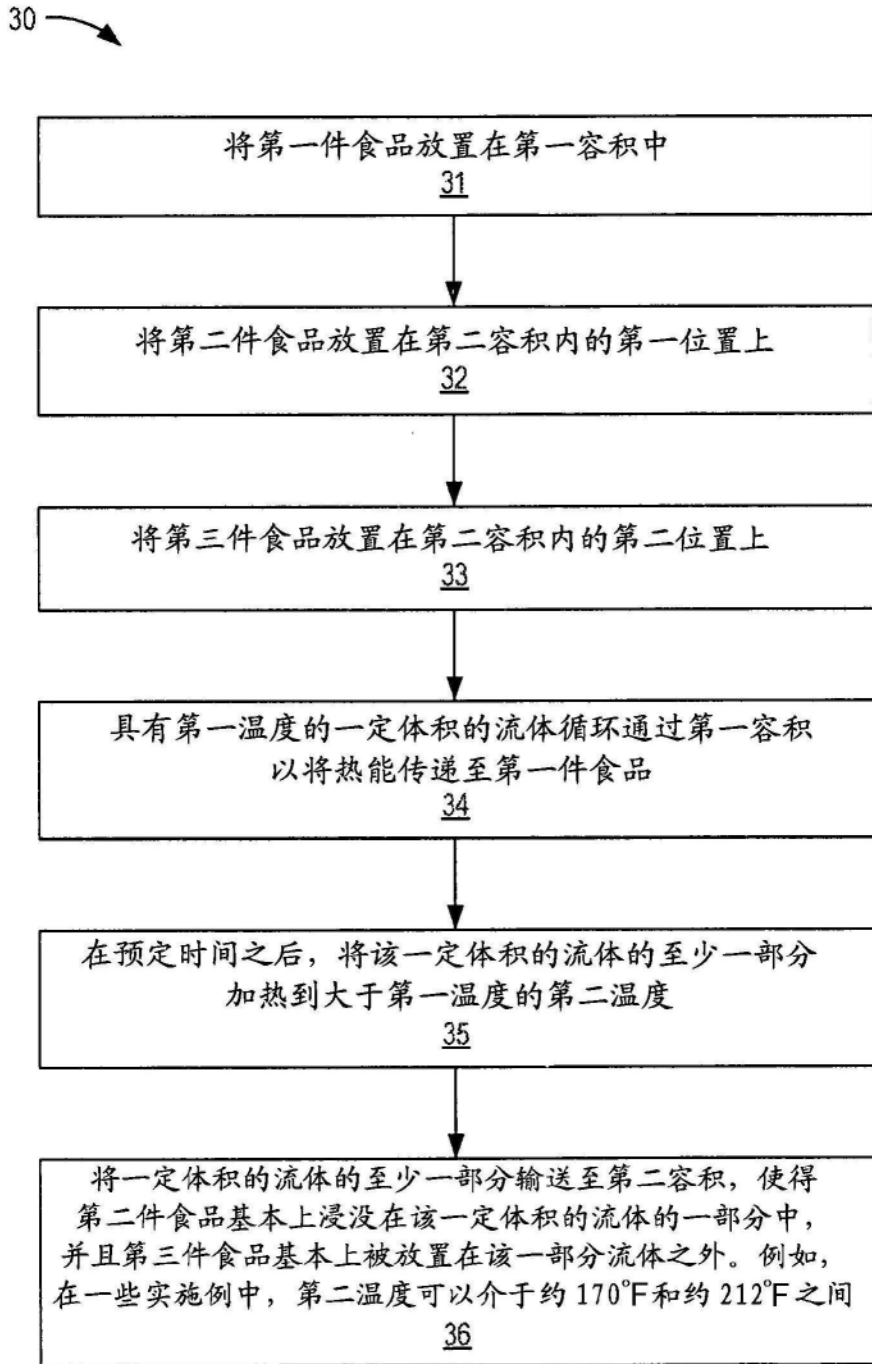 30
将第一件食品放置在第一容积中
31
将第二件食品放置在第二容积内的第一位置上
32
将第三件食品放置在第二容积内的第二位置上
33
具有第一温度的一定体积的流体循环通过第一容积
以将热能传递至第一件食品
34
在预定时间之后，将该一定体积的流体的至少一部分
加热到大于第一温度的第二温度
35
将一定体积的流体的至少一部分输送至第二容积，使得
第二件食品基本上浸没在该一定体积的流体的一部分中，
并且第三件食品基本上被放置在该一部分流体之外。例如，
在一些实施例中，第二温度可以介于约 170°F和约 212°F 之间
36